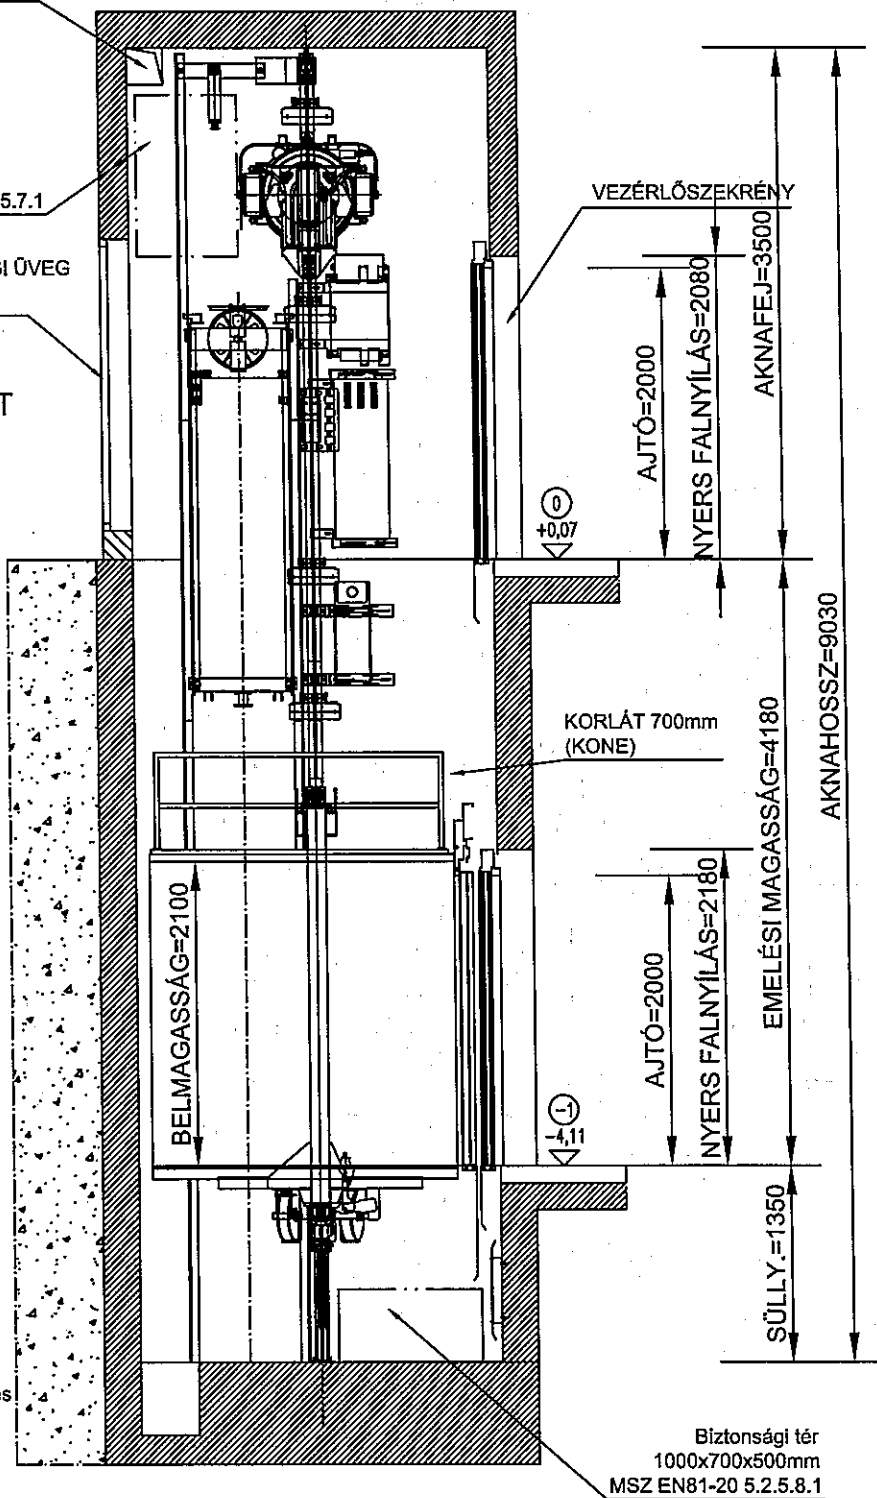 5.7.1
VEZÉRLŐSZEKRÉNY
GI ÜVEG
T
AJTÓ=2000
NYERS FALNYÍLÁS=2080
AKNAFEJ=3500
0
+0,07
KORLÁT 700mm
(KONE)
AKNAHOSSZ=9030
EMELÉSI MAGASSÁG=4180
BELMAGASSÁG=2100
AJTÓ=2000
NYERS FALNYÍLÁS=2180
-1
-4,11
SÜLLY.=1350
Biztonsági tér
1000x700x500mm
MSZ EN81-20 5.2.5.8.1